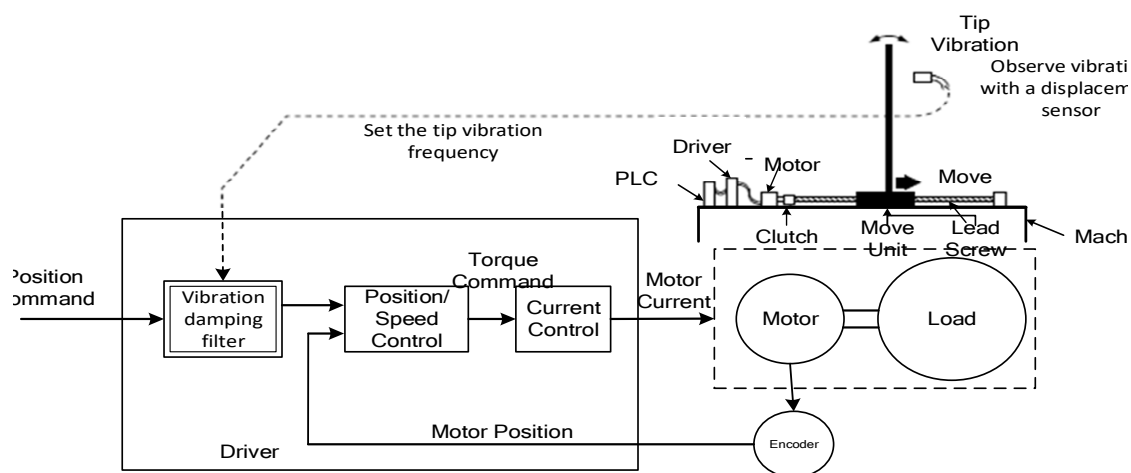 Tip
Vibration
Observe vibrati
with a displacem
sensor
Set the tip vibration
frequency
Driver
Motor
PLC
Move
Clutch
Move
Unit
Lead
Screw
Mach
Position
ommand
Vibration
damping
filter
Torque
Command
Position/
Speed
Control
Current
Control
Motor
Current
Motor
Load
Motor Position
Encoder
Driver